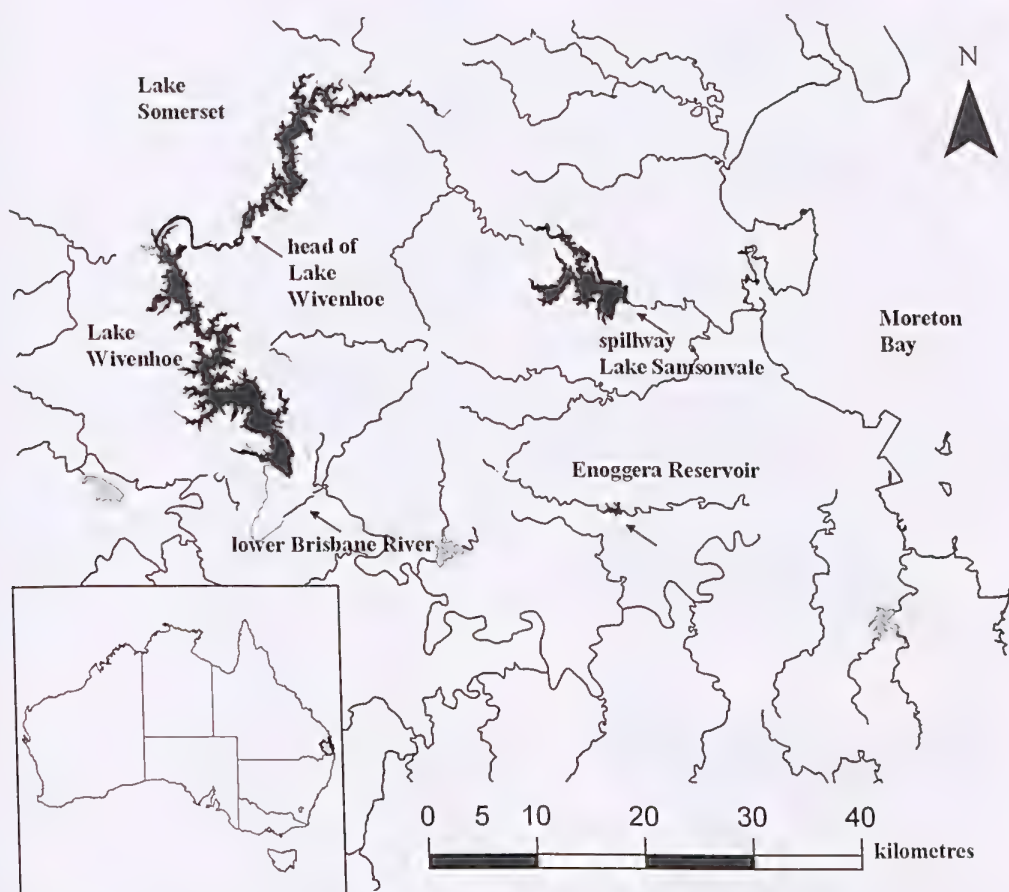 Lake
Somerset
N
head of
Lake
Wivenhoe
Lake
Wivenhoe
Moreton
Bay
spillway
Lake Samsonvale
Enoggera Reservoir
lower Brisbane River
0 5 10 20 30 40
kilometres